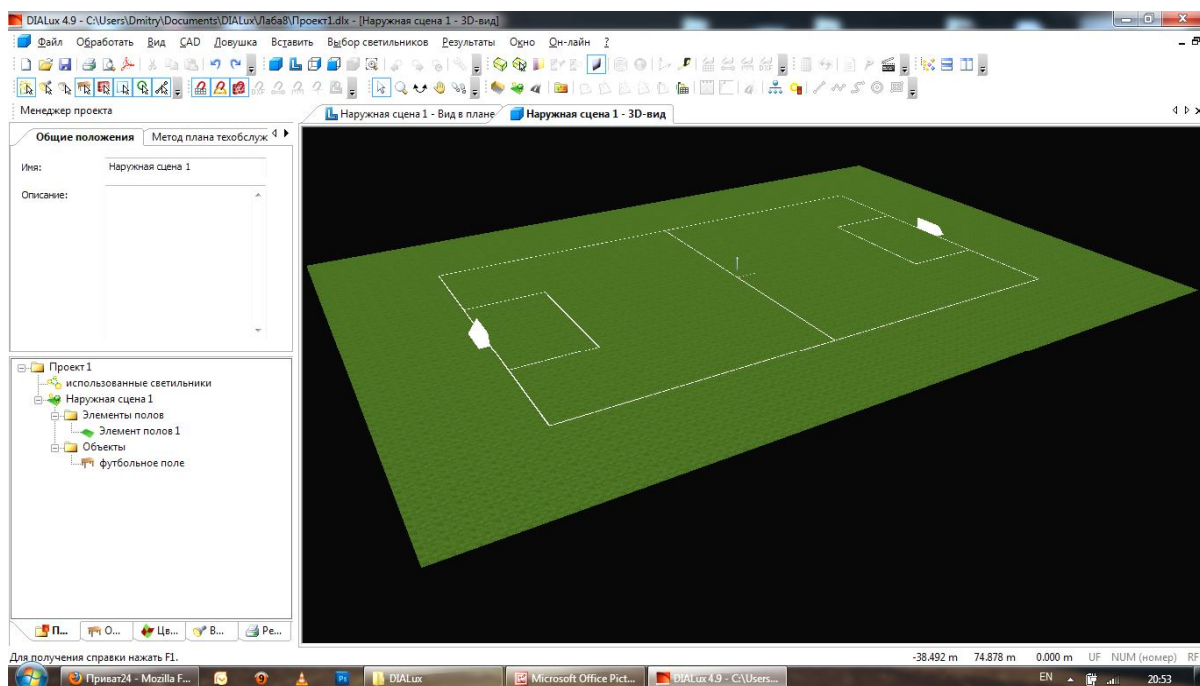 DIALux 4.9 - C:\Users\Dmitry\Documents\DIALux\Лаба8\Проект1.dlx - [Наружная сцена 1 - 3D-вид]
Файл Обработать Вид CAD Ловушка Вставить Выбор светильников Результаты Окно Он-лайн ?
Менеджер проекта
Наружная сцена 1 - Вид в плане
Наружная сцена 1 - 3D-вид
Общие положения
Метод плана техобслуж
Имя:
Наружная сцена 1
Описание:
Проект1
использованные светильники
Наружная сцена 1
Элементы полов
Элемент полов 1
Объекты
футбольное поле
П... О... Цв... В... Ре...
Для получения справки нажать F1.
-38.492 m 74.878 m 0.000 m UF NUM (номер) RF
Приват24 - Mozilla F...
DIALux
Microsoft Office Pict...
DIALux 4.9 - C:\Users...
EN
20:53